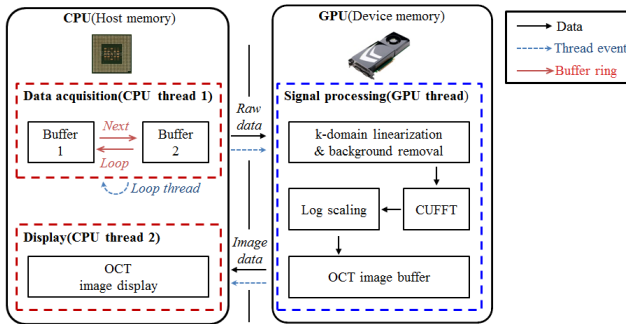 CPU(Host memory)
Data acquisition(CPU thread 1)
Buffer
1
Next
Loop
Buffer
2
Loop thread
Display(CPU thread 2)
OCT
image display
Raw
data
Image
data
GPU(Device memory)
Signal processing(GPU thread)
k-domain linearization
& background removal
Log scaling
CUFFT
OCT image buffer
Data
Thread event
Buffer ring